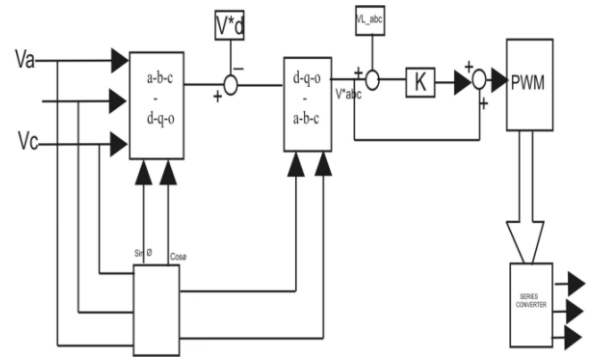 V*d
VL_abc
Va
a-b-c
-
d-q-o
–
+
d-q-o
-
a-b-c
+
V*abc
K
+
+
PWM
Vc
Sin Ø
Cosø
SERIES
CONVERTER